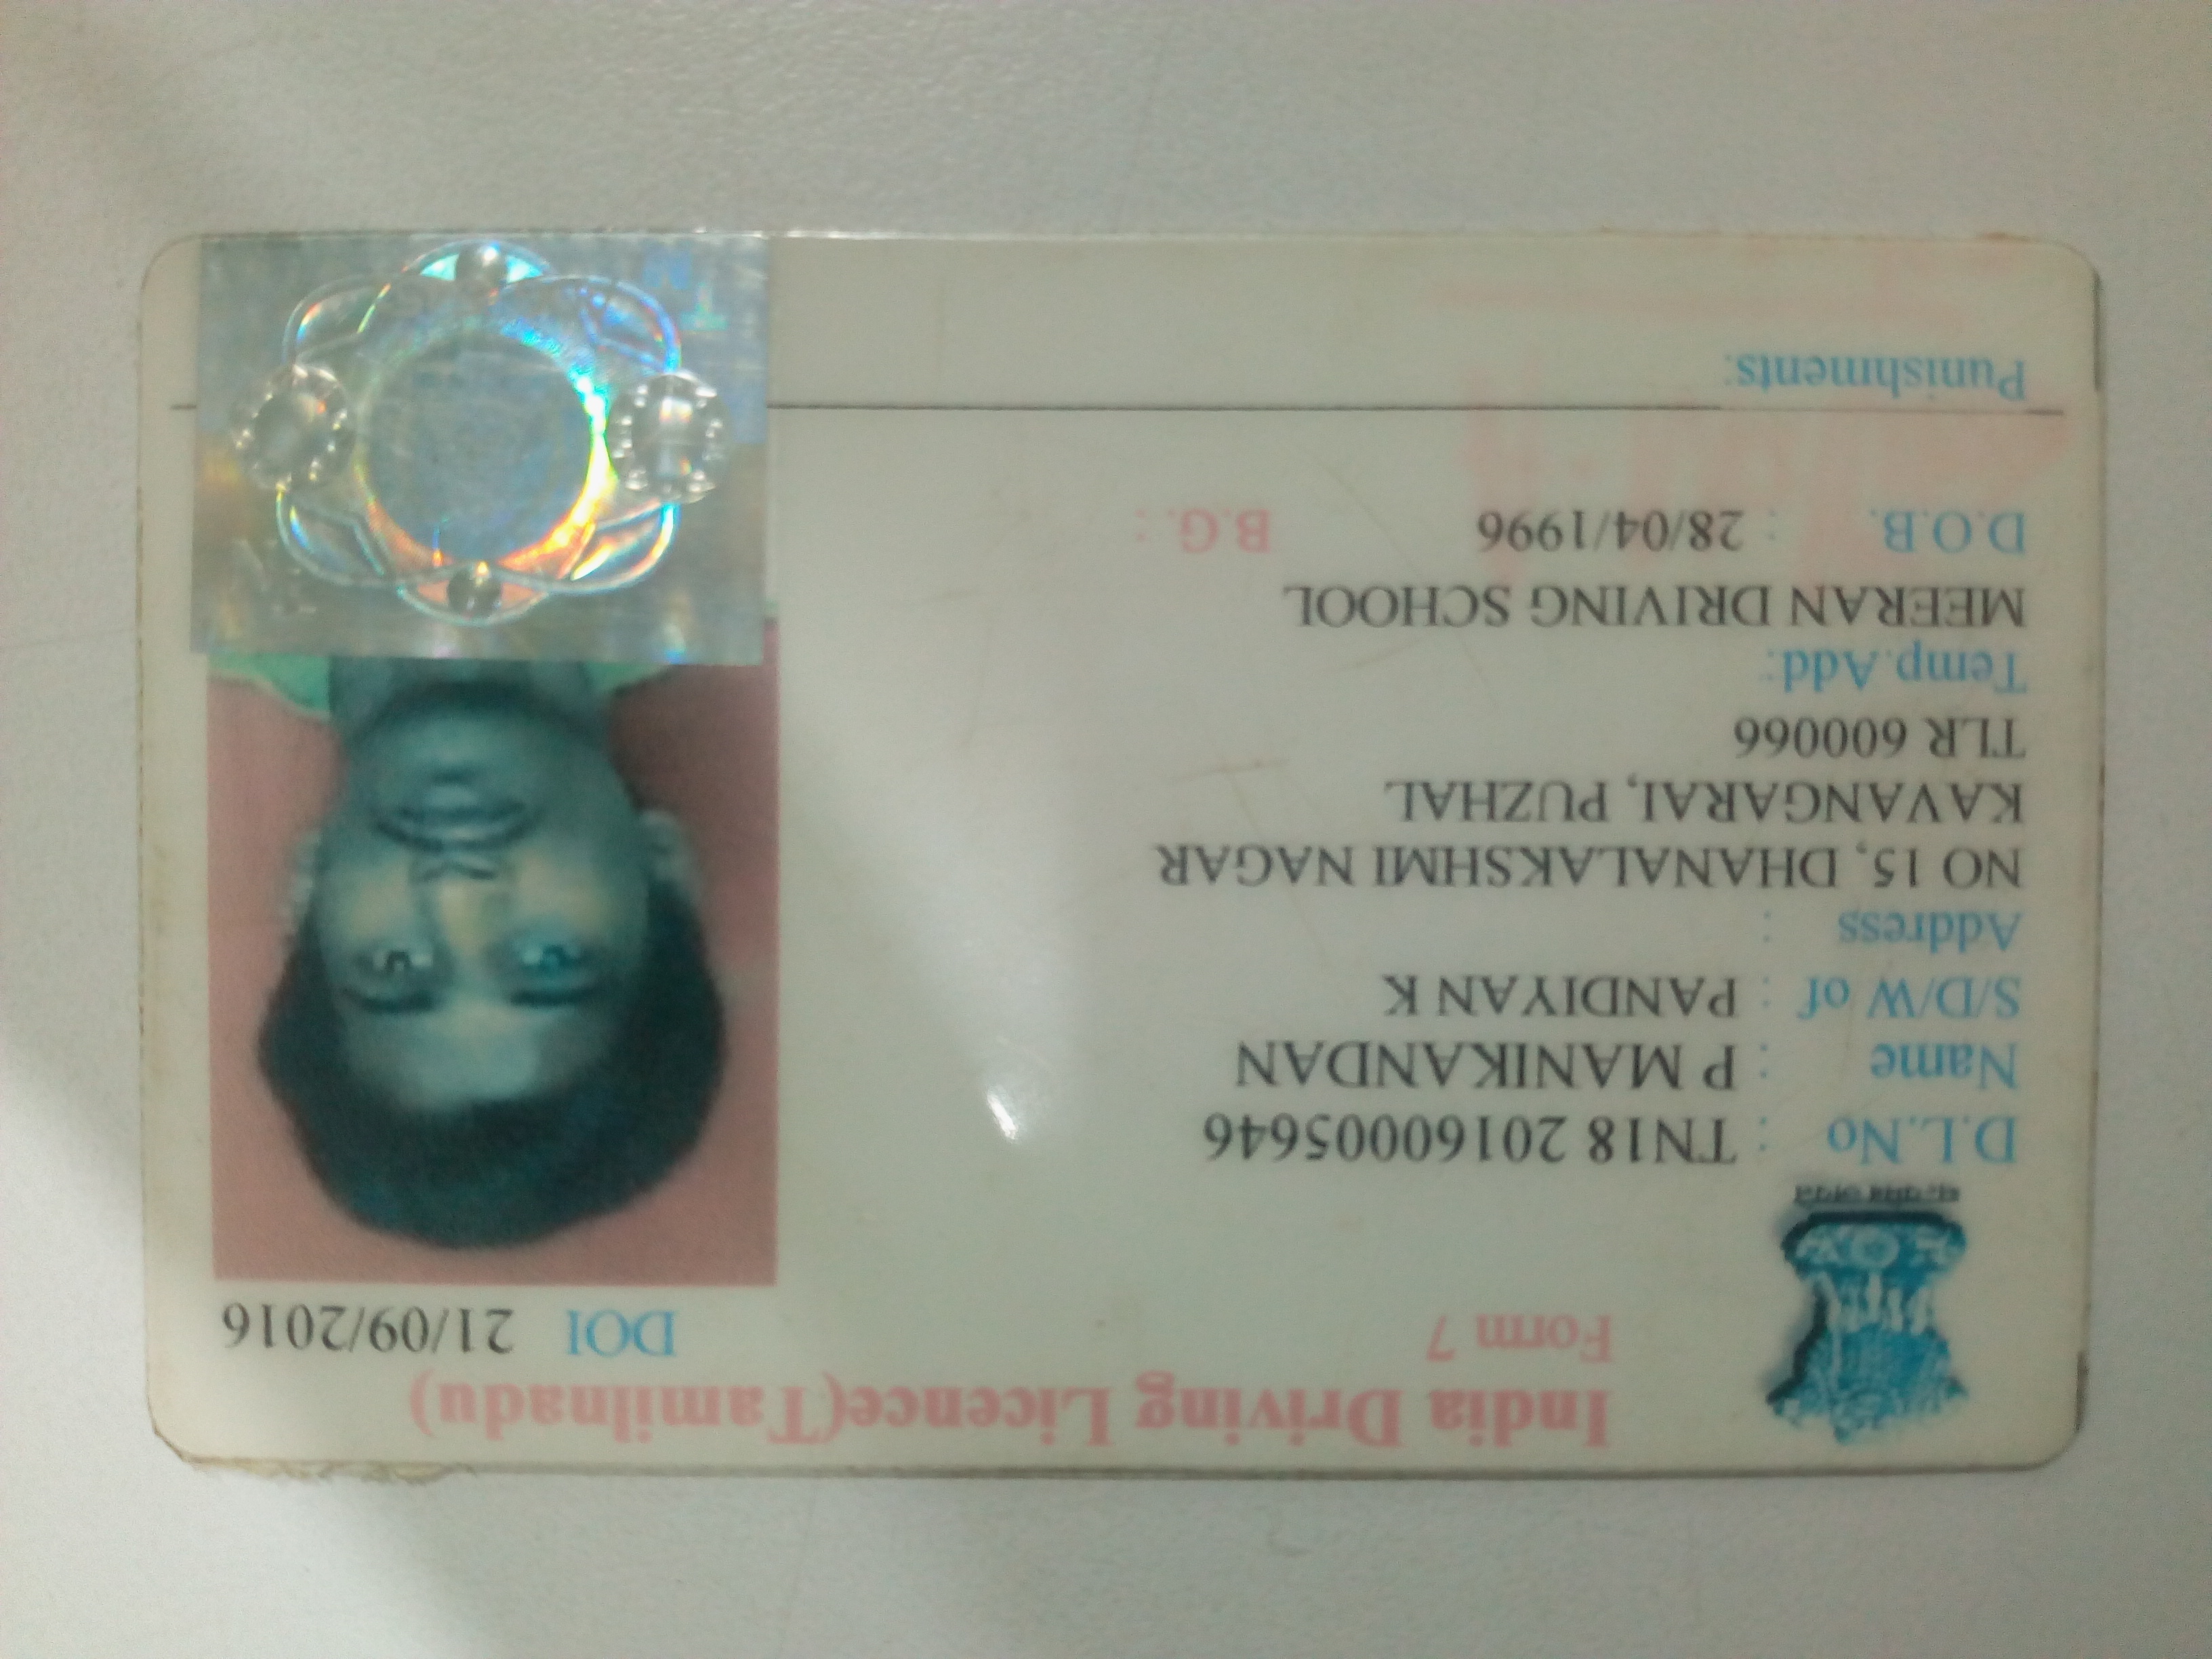 India Driving Licence(Tamilnadu)
Form 7
DOI 21/09/2016
D.L.No : TN18 20160005646
Name : P MANIKANDAN
S/D/W of : PANDIYAN K
Address :
NO 15, DHANALAKSHMI NAGAR
KAVANGARAI, PUZHAL
TLR 600066
Temp.Add:
MEERAN DRIVING SCHOOL
D.O.B. : 28/04/1996 B.G. :
Punishments: